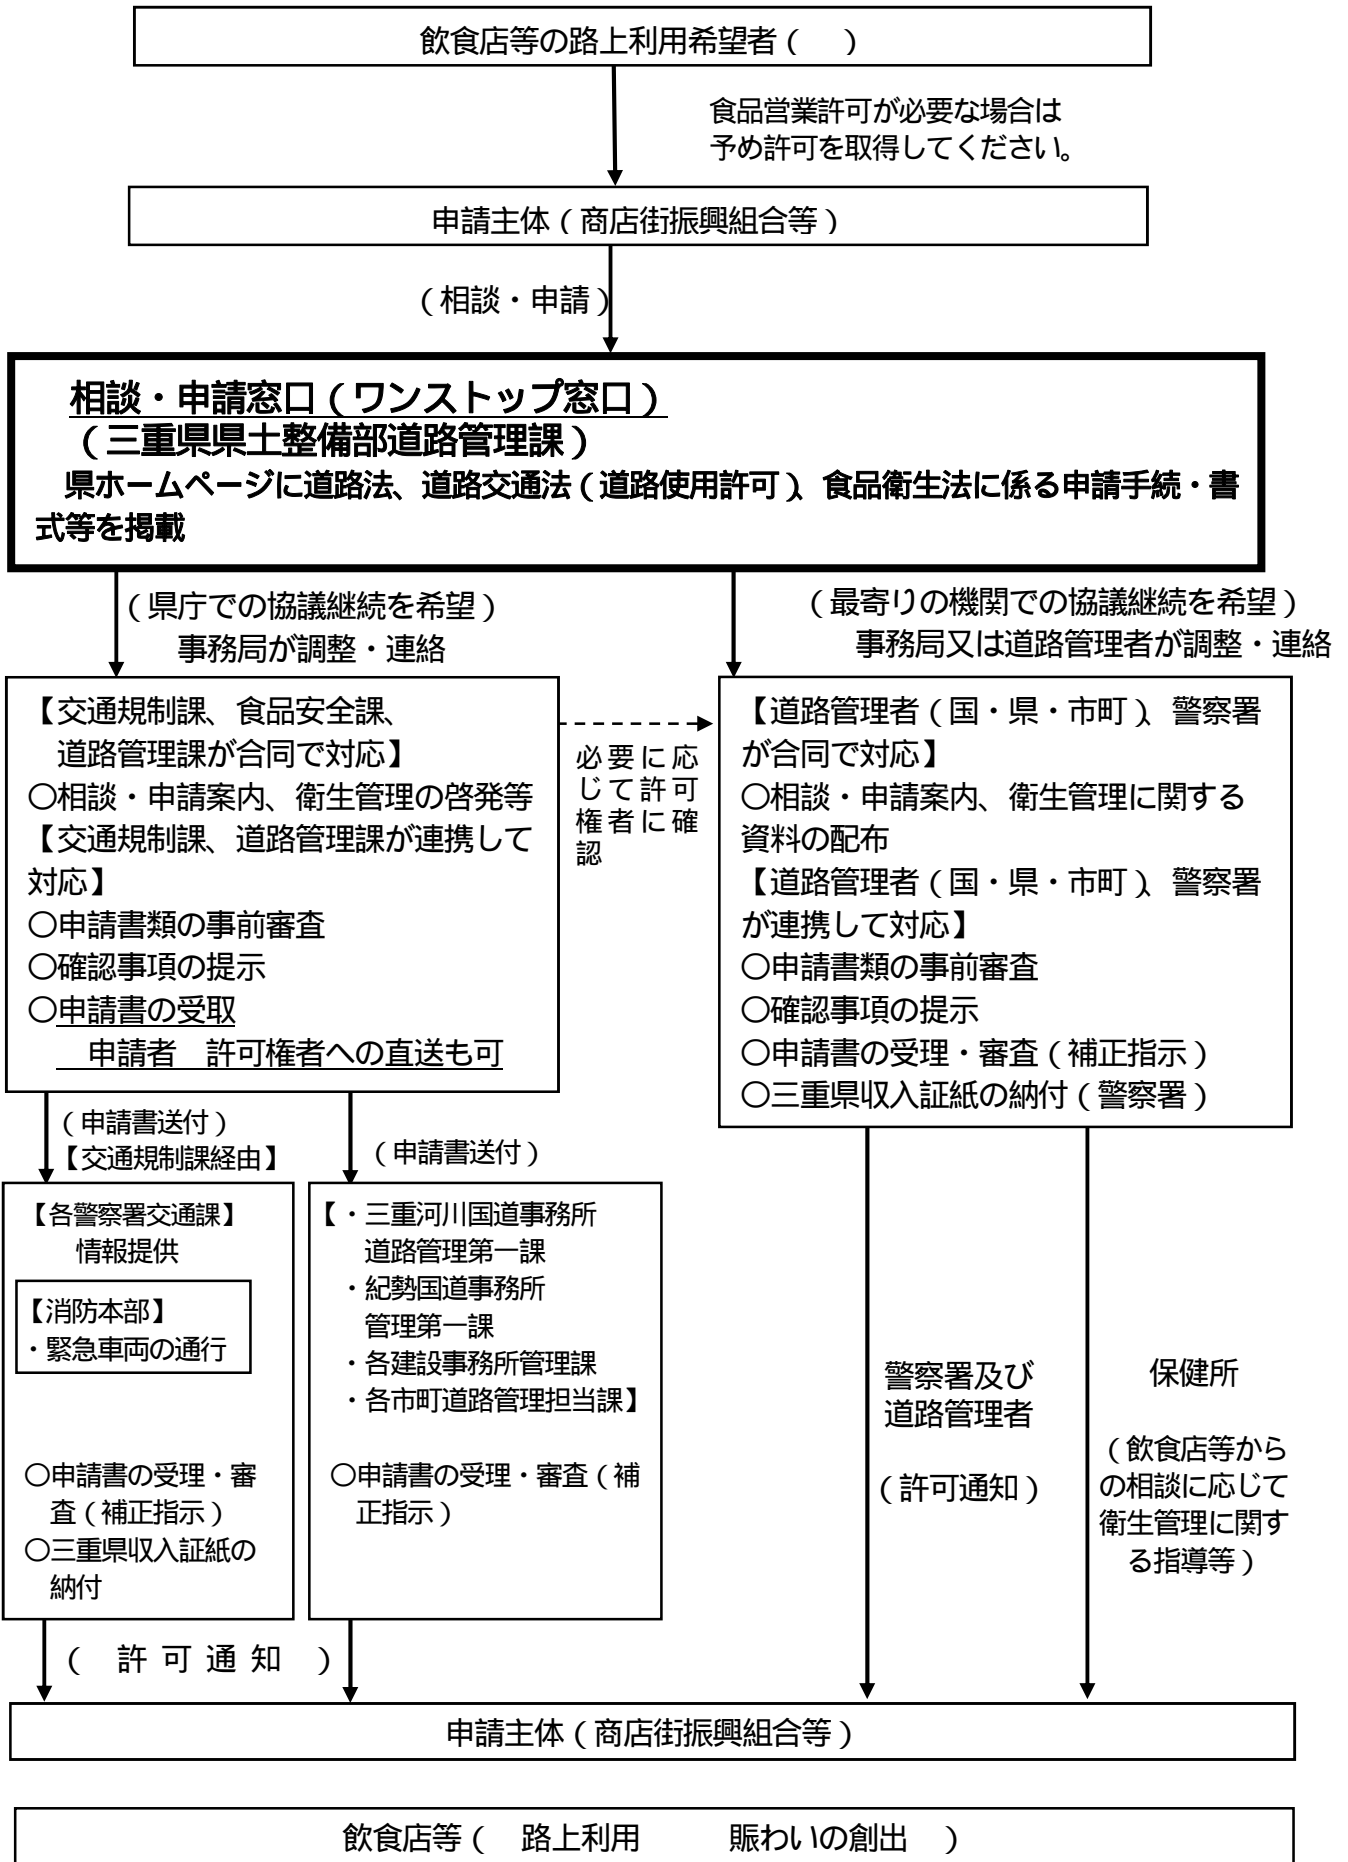 飲食店等の路上利用希望者（　）
食品営業許可が必要な場合は
予め許可を取得してください。
申請主体（商店街振興組合等）
（相談・申請）
相談・申請窓口（ワンストップ窓口）
（三重県県土整備部道路管理課）
県ホームページに道路法、道路交通法（道路使用許可）、食品衛生法に係る申請手続・書
式等を掲載
（県庁での協議継続を希望）
事務局が調整・連絡
（最寄りの機関での協議継続を希望）
事務局又は道路管理者が調整・連絡
【交通規制課、食品安全課、
道路管理課が合同で対応】
○相談・申請案内、衛生管理の啓発等
【交通規制課、道路管理課が連携して
対応】
○申請書類の事前審査
○確認事項の提示
○申請書の受取
申請者　許可権者への直送も可
必要に応
じて許可
権者に確
認
【道路管理者（国・県・市町）、警察署
が合同で対応】
○相談・申請案内、衛生管理に関する
資料の配布
【道路管理者（国・県・市町）、警察署
が連携して対応】
○申請書類の事前審査
○確認事項の提示
○申請書の受理・審査（補正指示）
○三重県収入証紙の納付（警察署）
（申請書送付）
【交通規制課経由】
（申請書送付）
【各警察署交通課】
情報提供
【消防本部】
・緊急車両の通行
○申請書の受理・審
査（補正指示）
○三重県収入証紙の
納付
【・三重河川国道事務所
道路管理第一課
・紀勢国道事務所
管理第一課
・各建設事務所管理課
・各市町道路管理担当課】
○申請書の受理・審査（補
正指示）
警察署及び
道路管理者
（許可通知）
保健所
（飲食店等から
の相談に応じて
衛生管理に関す
る指導等）
（　許 可 通 知　）
申請主体（商店街振興組合等）
飲食店等（　路上利用　　　賑わいの創出　）